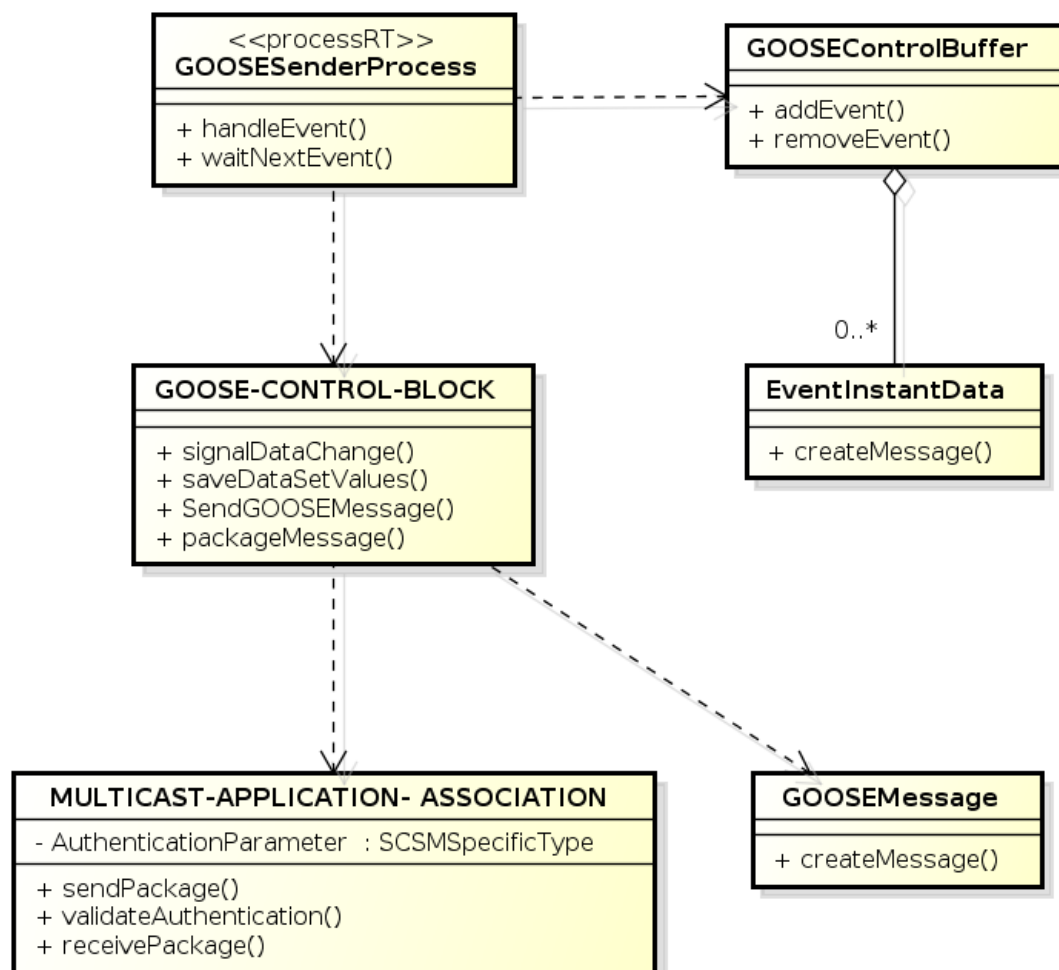 <<processRT>>
GOOSESenderProcess
+ handleEvent()
+ waitNextEvent()
GOOSEControlBuffer
+ addEvent()
+ removeEvent()
0..*
GOOSE-CONTROL-BLOCK
+ signalDataChange()
+ saveDataSetValues()
+ SendGOOSEMessage()
+ packageMessage()
EventInstantData
+ createMessage()
MULTICAST-APPLICATION- ASSOCIATION
- AuthenticationParameter : SCSMSpecificType
+ sendPackage()
+ validateAuthentication()
+ receivePackage()
GOOSEMessage
+ createMessage()